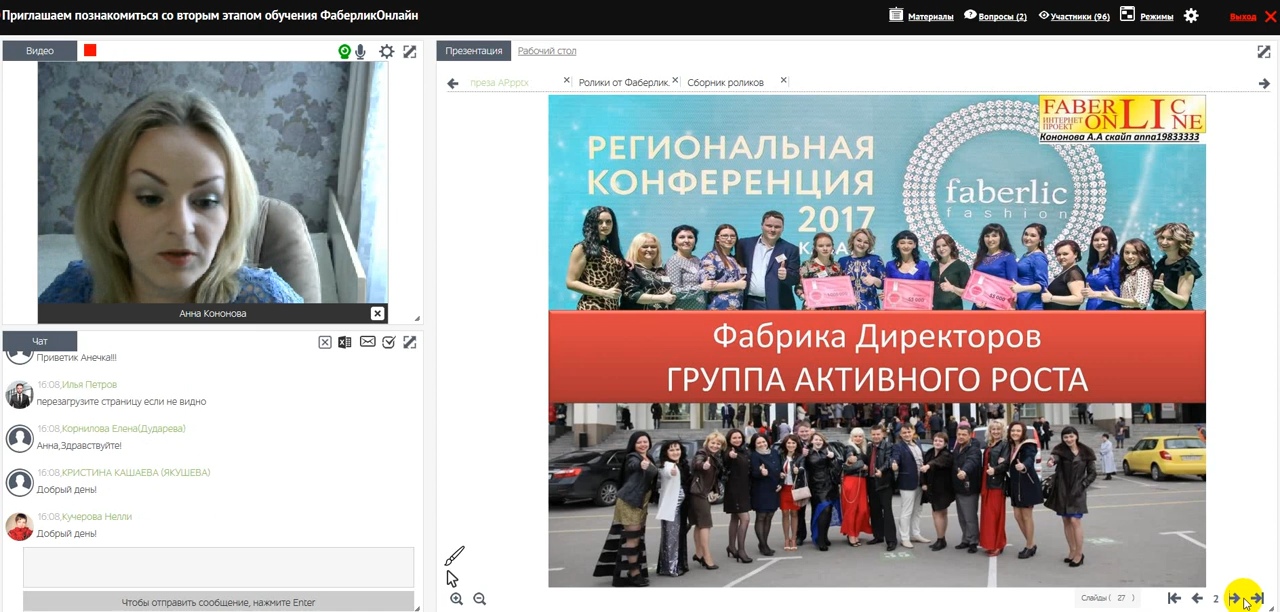 Приглашаем познакомиться со вторым этапом обучения ФаберликОнлайн
Материалы
Вопросы (2)
Участники (96)
Режимы
Выход
Видео
Анна Кононова
Чат
Приветик Анечка!!!
16:08,Илья Петров
перезагрузите страницу если не видно
16:08,Корнилова Елена(Дударева)
Анна,Здравствуйте!
16:08,КРИСТИНА КАШАЕВА (ЯКУШЕВА)
Добрый день!
16:08,Кучерова Нелли
Добрый день!
Чтобы отправить сообщение, нажмите Enter
Презентация
Рабочий стол
преза АРpptx
Ролики от Фаберлик.
Сборник роликов
FABERLIC
ИНТЕРНЕТ ПРОЕКТ ONLINE
Кононова А.А скайп anna19833333
РЕГИОНАЛЬНАЯ
КОНФЕРЕНЦИЯ
2017
faberlic
fashion
Фабрика Директоров
ГРУППА АКТИВНОГО РОСТА
Слайды ( 27 )
2